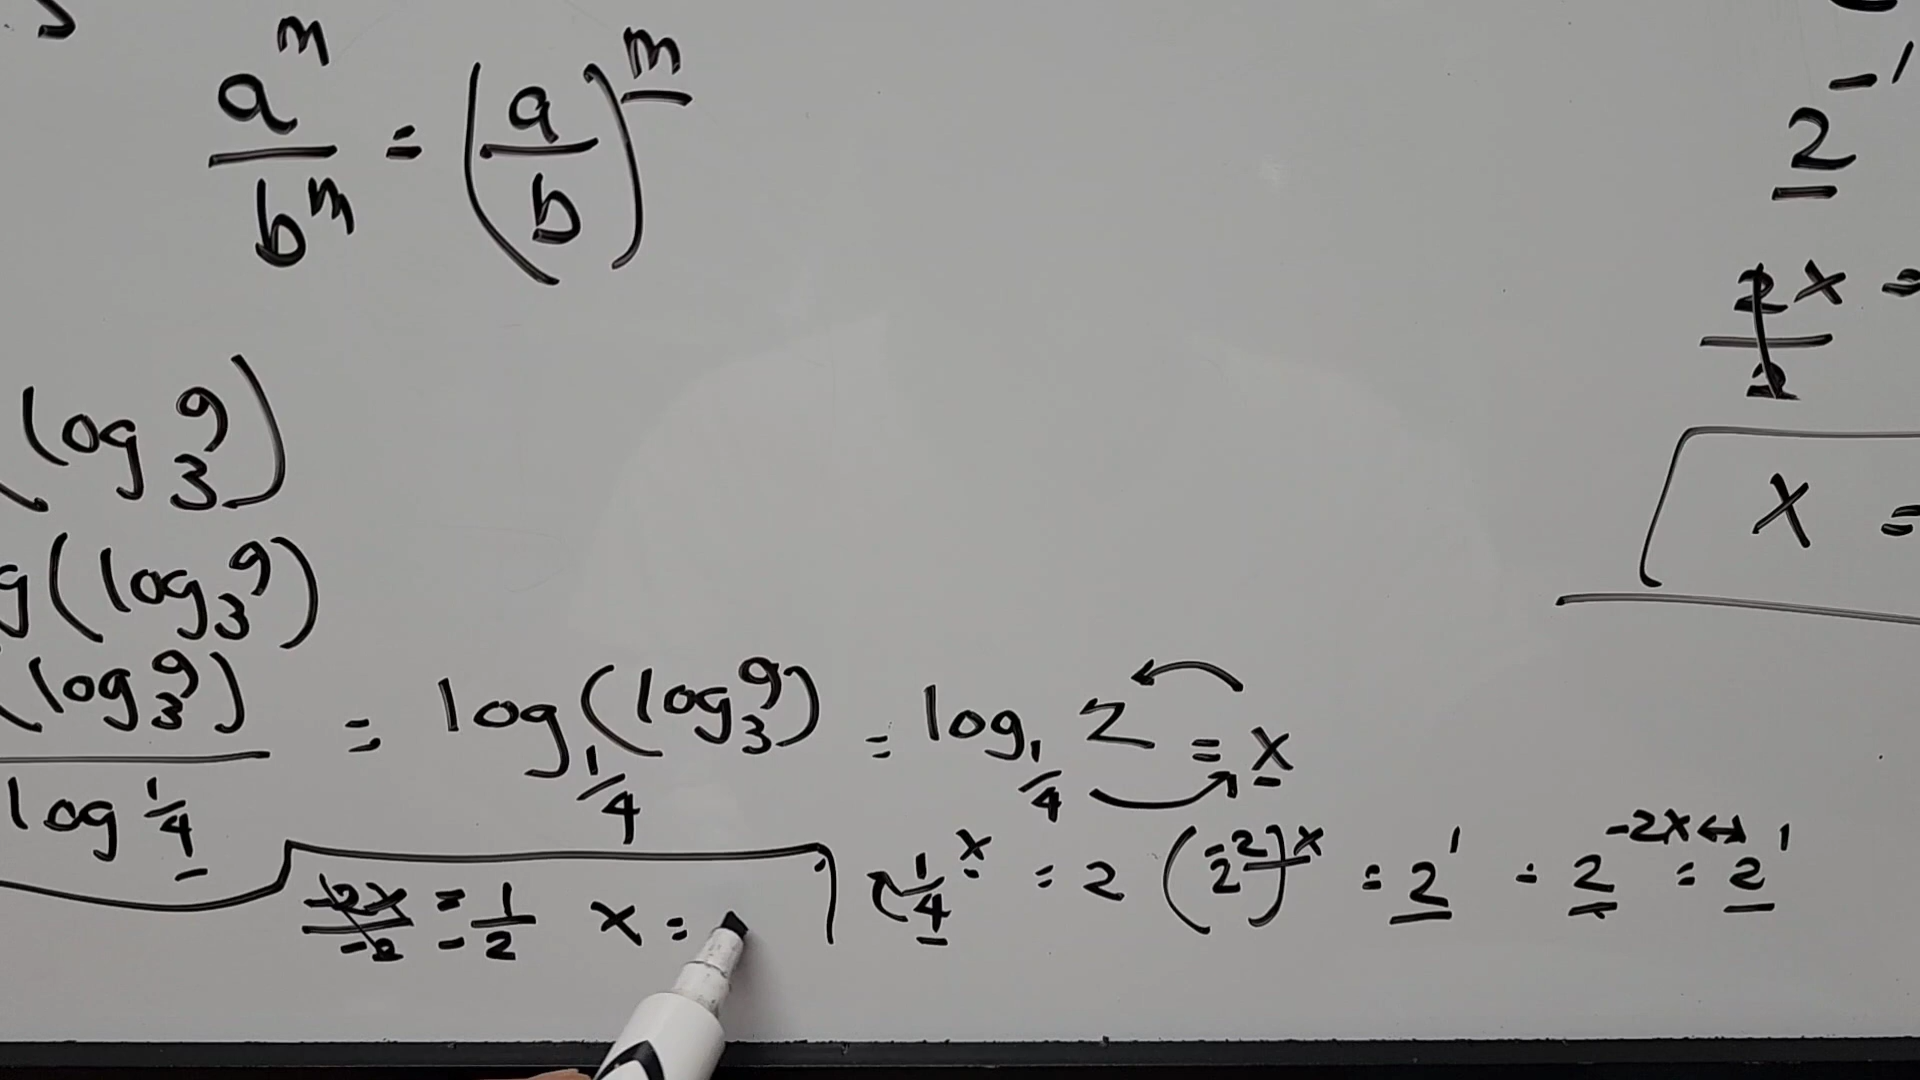 a^m / b^m = (a/b)^m
2^-1
2x / 2 =
x =
(log_3 9)
g(log_3 9)
(log_3 9) / log 1/4 = log_1/4 (log_3 9) = log_1/4 2 = x
1/4^x = 2 (2^-2)^x = 2^1 = 2^-2x ↔ = 2^1
-2x / -2 = 1 / -2 x =